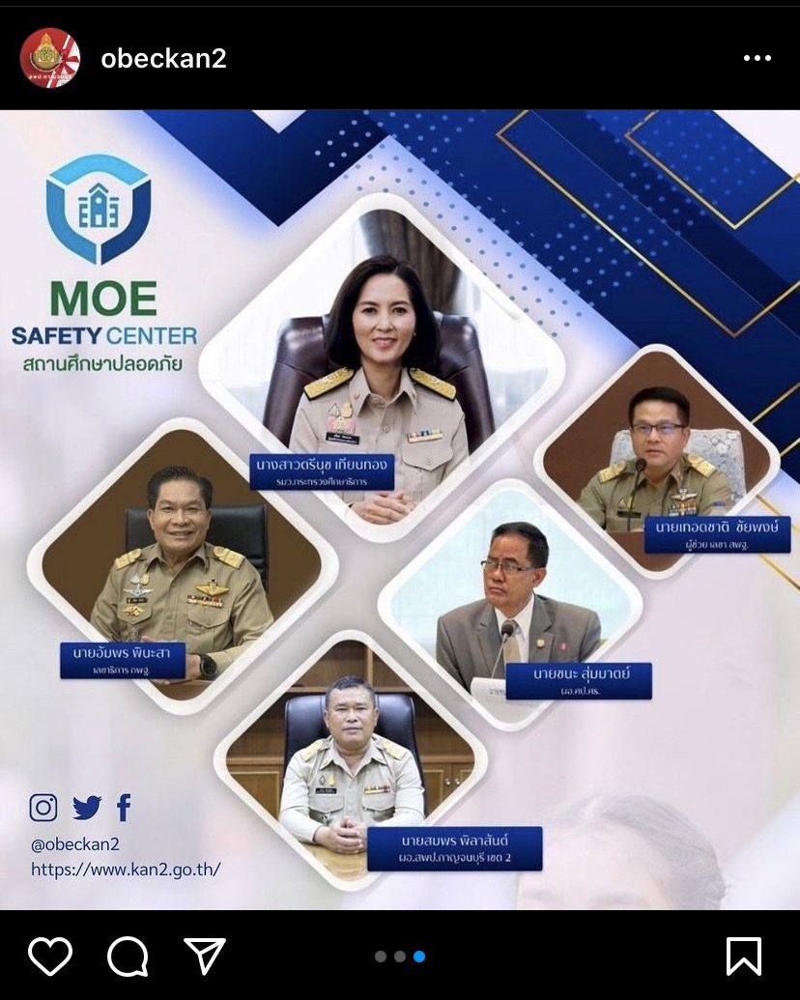 obeckan2
MOE
SAFETY CENTER
สถานศึกษาปลอดภัย
นางสาวตรีนุช เทียนทอง
รมว.กระทรวงศึกษาธิการ
นายเทอดชาติ ชัยพงษ์
ผู้ช่วย เลขา สพฐ.
นายอัมพร พินะสา
เลขาธิการ กพฐ.
นายชนะ สุ่มมาตย์
ผอ.ศป.ศธ.
นายสมพร พิลาสันต์
ผอ.สพป.กาญจนบุรี เขต 2
@obeckan2
https://www.kan2.go.th/